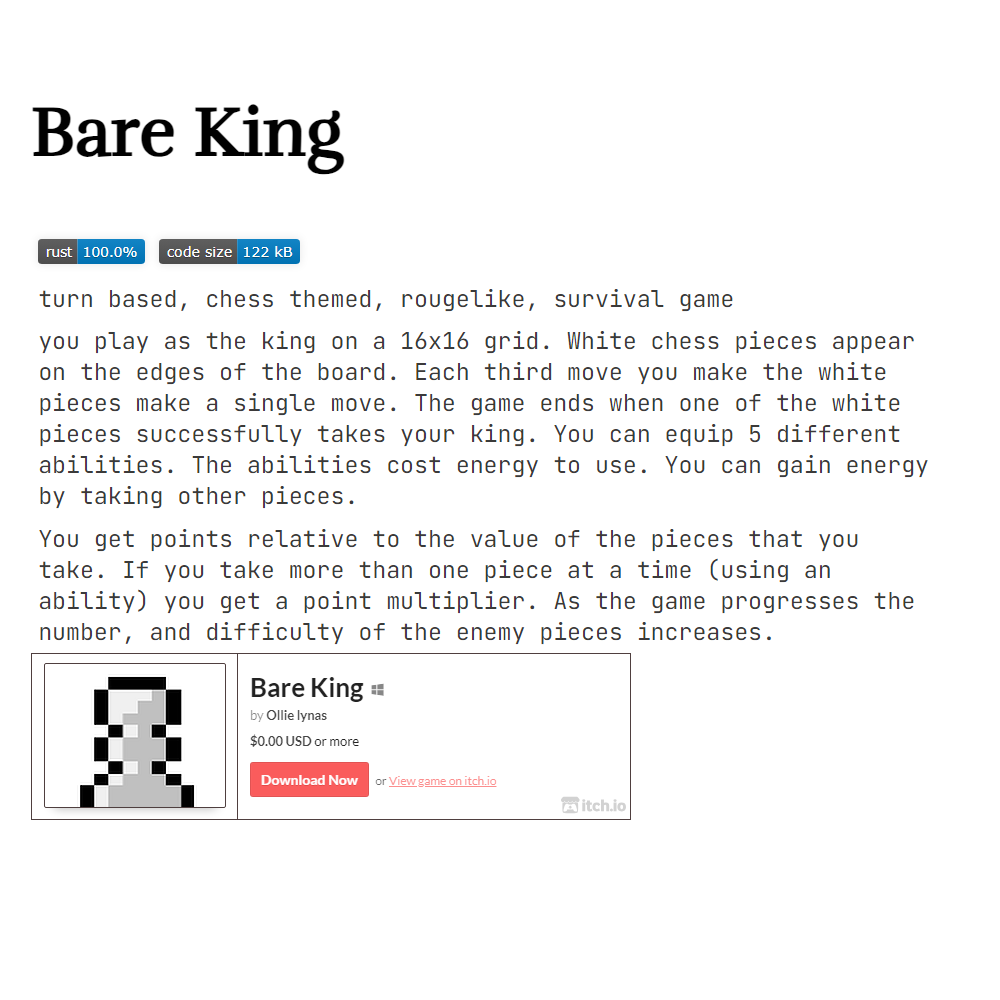 Bare King
rust 100.0% code size 122 kB
turn based, chess themed, rougelike, survival game
you play as the king on a 16x16 grid. White chess pieces appear
on the edges of the board. Each third move you make the white
pieces make a single move. The game ends when one of the white
pieces successfully takes your king. You can equip 5 different
abilities. The abilities cost energy to use. You can gain energy
by taking other pieces.
You get points relative to the value of the pieces that you
take. If you take more than one piece at a time (using an
ability) you get a point multiplier. As the game progresses the
number, and difficulty of the enemy pieces increases.
Bare King
by Ollie lynas
$0.00 USD or more
Download Now or View game on itch.io
itch.io